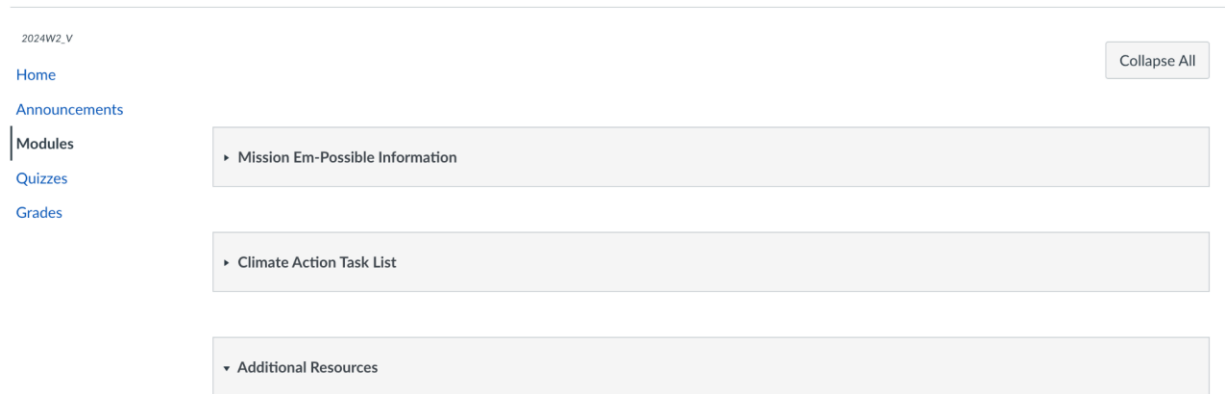 2024W2_V
Home
Announcements
Modules
Quizzes
Grades
Collapse All
Mission Em-Possible Information
Climate Action Task List
Additional Resources